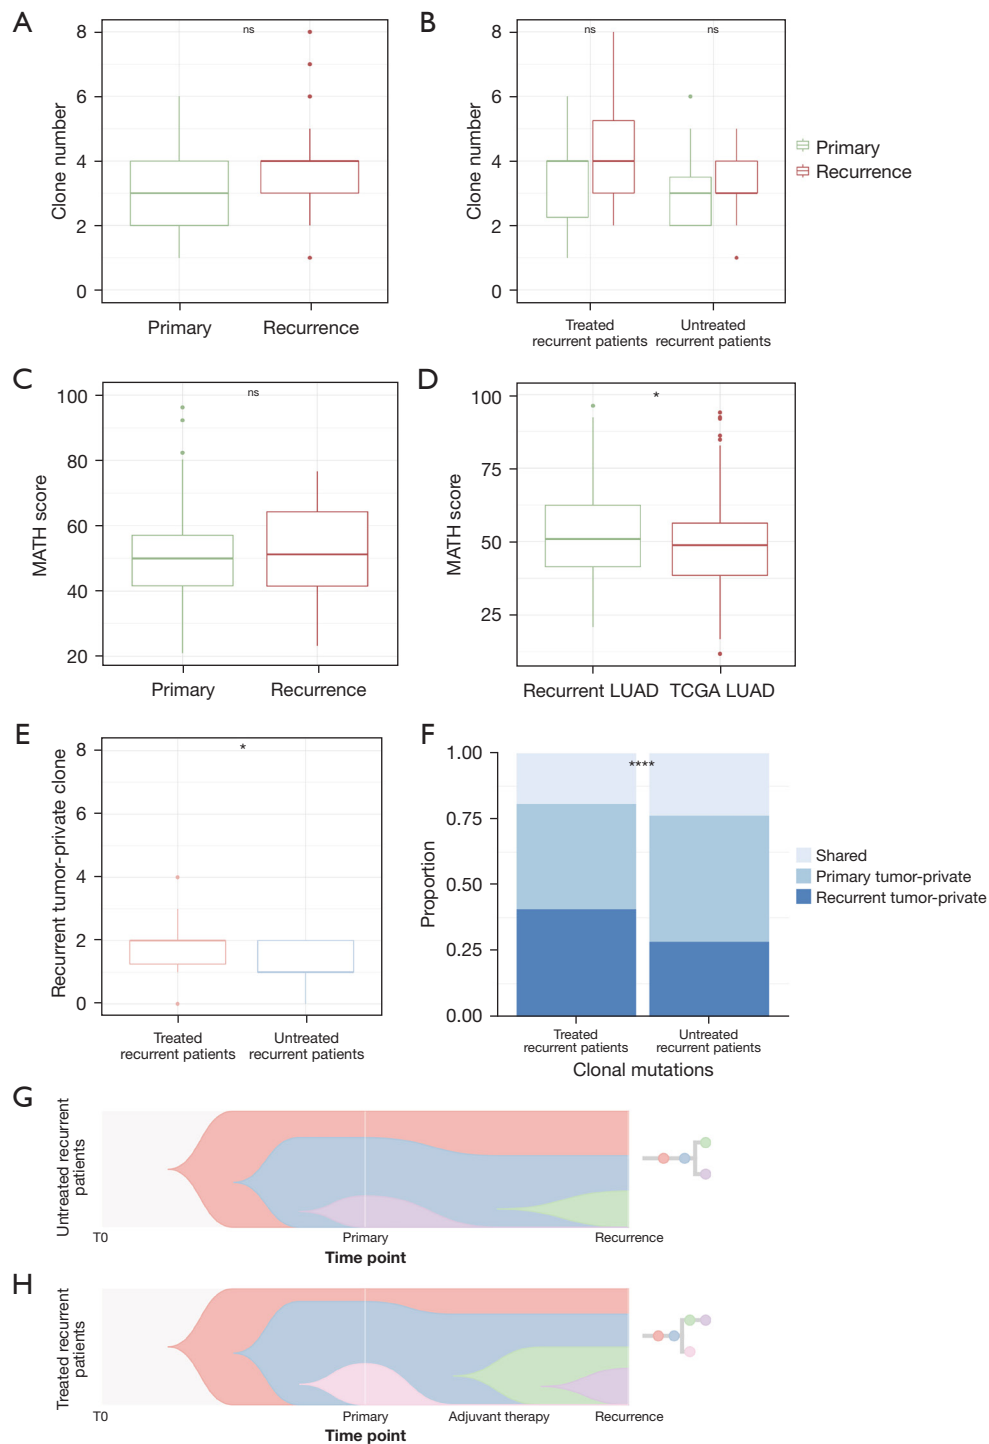 A
ns
8
6
4
2
0
Clone number
Primary
Recurrence
B
ns
ns
8
6
4
2
0
Clone number
Treated
recurrent patients
Untreated
recurrent patients
Primary
Recurrence
C
ns
100
80
60
40
20
MATH score
Primary
Recurrence
D
*
100
75
50
25
MATH score
Recurrent LUAD
TCGA LUAD
E
*
8
6
4
2
0
Recurrent tumor-private clone
Treated
recurrent patients
Untreated
recurrent patients
F
****
1.00
0.75
0.50
0.25
0.00
Proportion
Treated
recurrent patients
Untreated
recurrent patients
Clonal mutations
Shared
Primary tumor-private
Recurrent tumor-private
G
Untreated recurrent
patients
T0
Primary
Recurrence
Time point
H
Treated recurrent
patients
T0
Primary
Adjuvant therapy
Recurrence
Time point